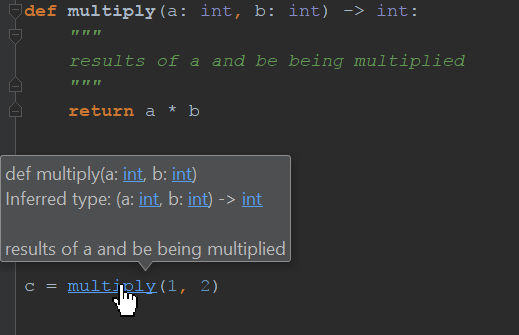 def multiply(a: int, b: int) -> int:
"""
results of a and be being multiplied
"""
return a * b
def multiply(a: int, b: int)
Inferred type: (a: int, b: int) -> int
results of a and be being multiplied
c = multiply(1, 2)